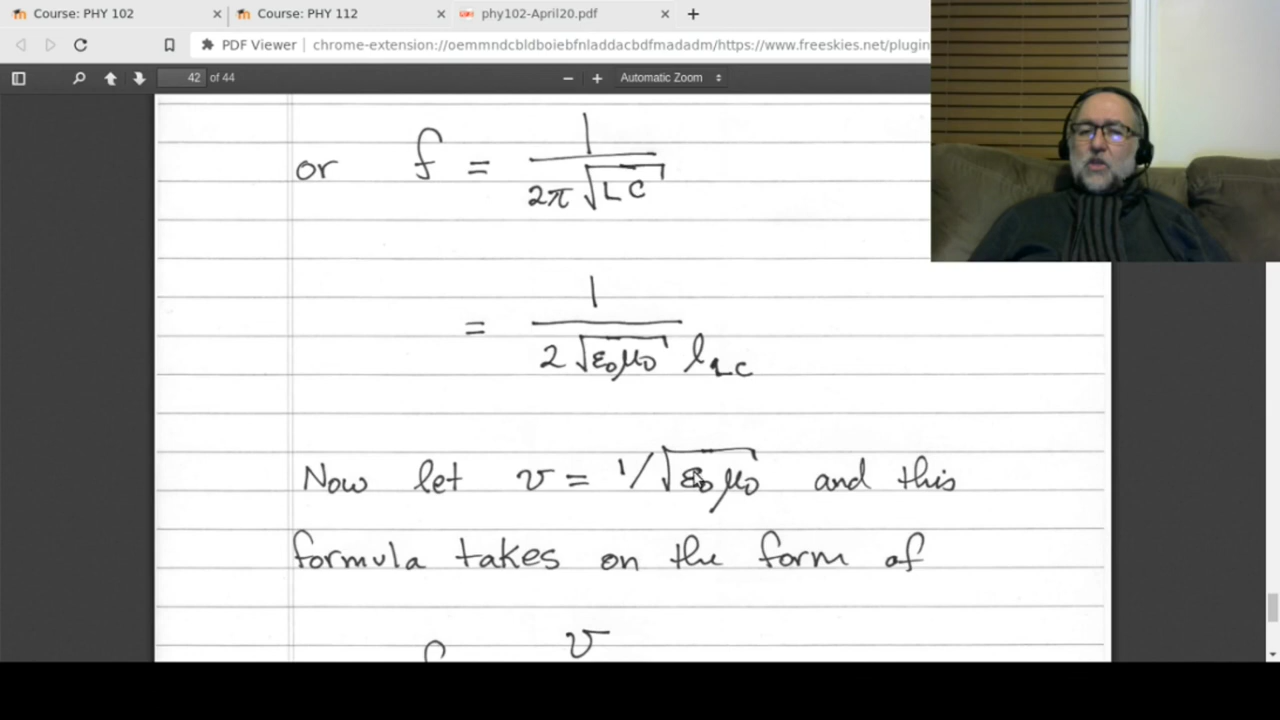 Course: PHY 102
Course: PHY 112
phy102-April20.pdf
PDF Viewer chrome-extension://oemmndcbldboiebfnladdacbdfmadadm/https://www.freeskies.net/plugin
42 of 44
Automatic Zoom
or f = 1 / 2π√LC
= 1 / 2√ε₀μ₀ l_LC
Now let v = 1/√ε₀μ₀ and this
formula takes on the form of
v